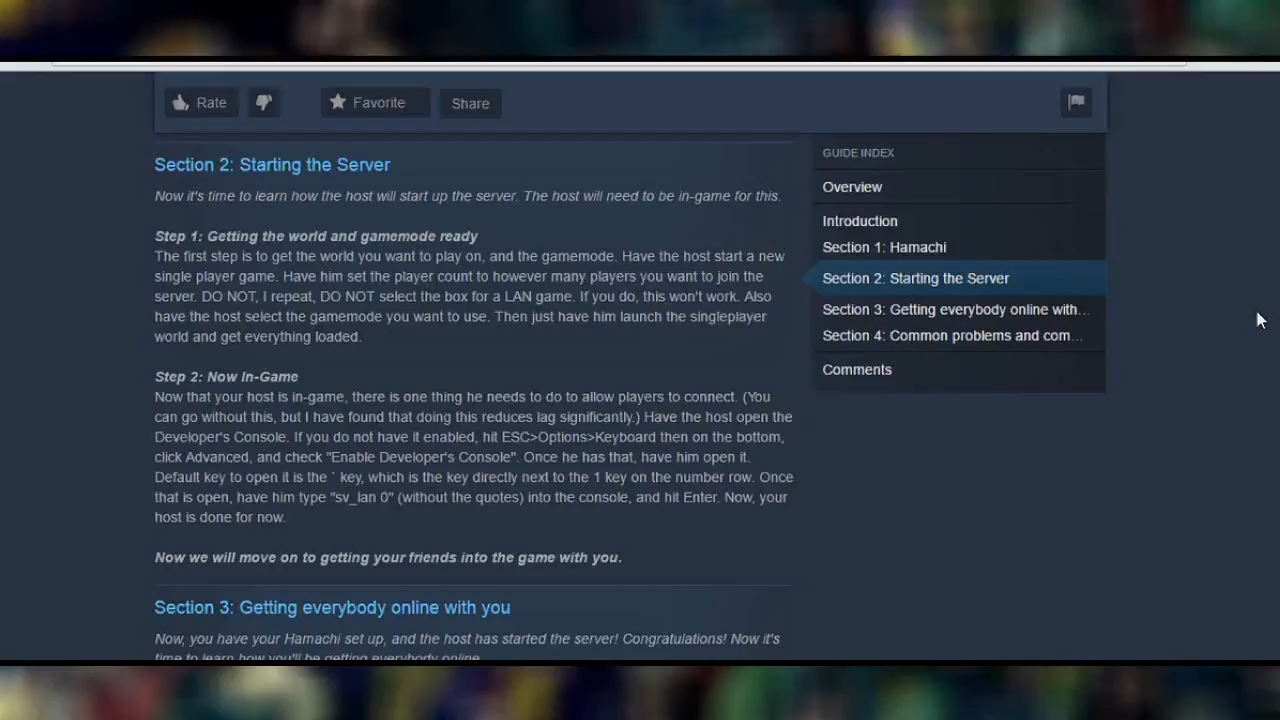 Rate
Favorite
Share
Section 2: Starting the Server
Now it's time to learn how the host will start up the server. The host will need to be in-game for this.
Step 1: Getting the world and gamemode ready
The first step is to get the world you want to play on, and the gamemode. Have the host start a new
single player game. Have him set the player count to however many players you want to join the
server. DO NOT, I repeat, DO NOT select the box for a LAN game. If you do, this won't work. Also
have the host select the gamemode you want to use. Then just have him launch the singleplayer
world and get everything loaded.
Step 2: Now In-Game
Now that your host is in-game, there is one thing he needs to do to allow players to connect. (You
can go without this, but I have found that doing this reduces lag significantly.) Have the host open the
Developer's Console. If you do not have it enabled, hit ESC>Options>Keyboard then on the bottom,
click Advanced, and check "Enable Developer's Console". Once he has that, have him open it.
Default key to open it is the ` key, which is the key directly next to the 1 key on the number row. Once
that is open, have him type "sv_lan 0" (without the quotes) into the console, and hit Enter. Now, your
host is done for now.
Now we will move on to getting your friends into the game with you.
Section 3: Getting everybody online with you
Now, you have your Hamachi set up, and the host has started the server! Congratulations! Now it's
time to learn how you'll be getting everybody online.
GUIDE INDEX
Overview
Introduction
Section 1: Hamachi
Section 2: Starting the Server
Section 3: Getting everybody online with...
Section 4: Common problems and com...
Comments